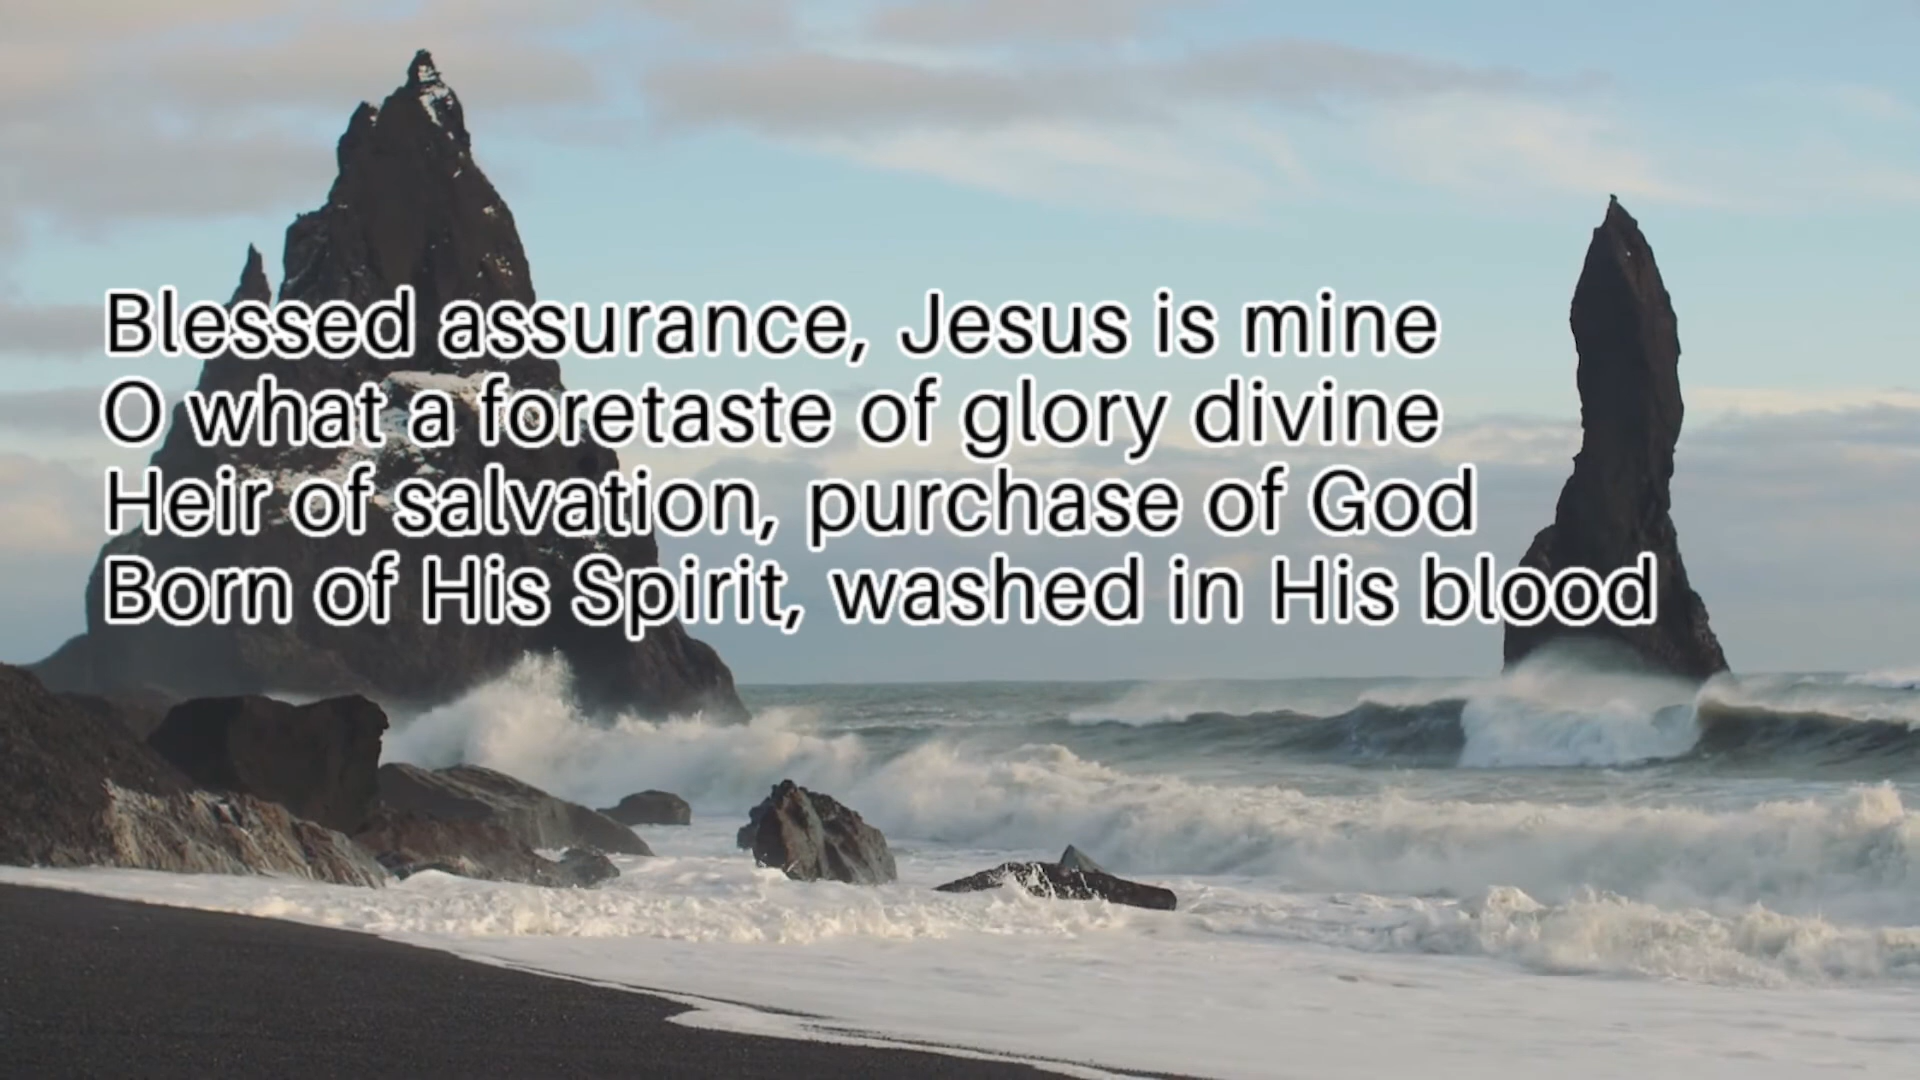 Blessed assurance, Jesus is mine
O what a foretaste of glory divine
Heir of salvation, purchase of God
Born of His Spirit, washed in His blood